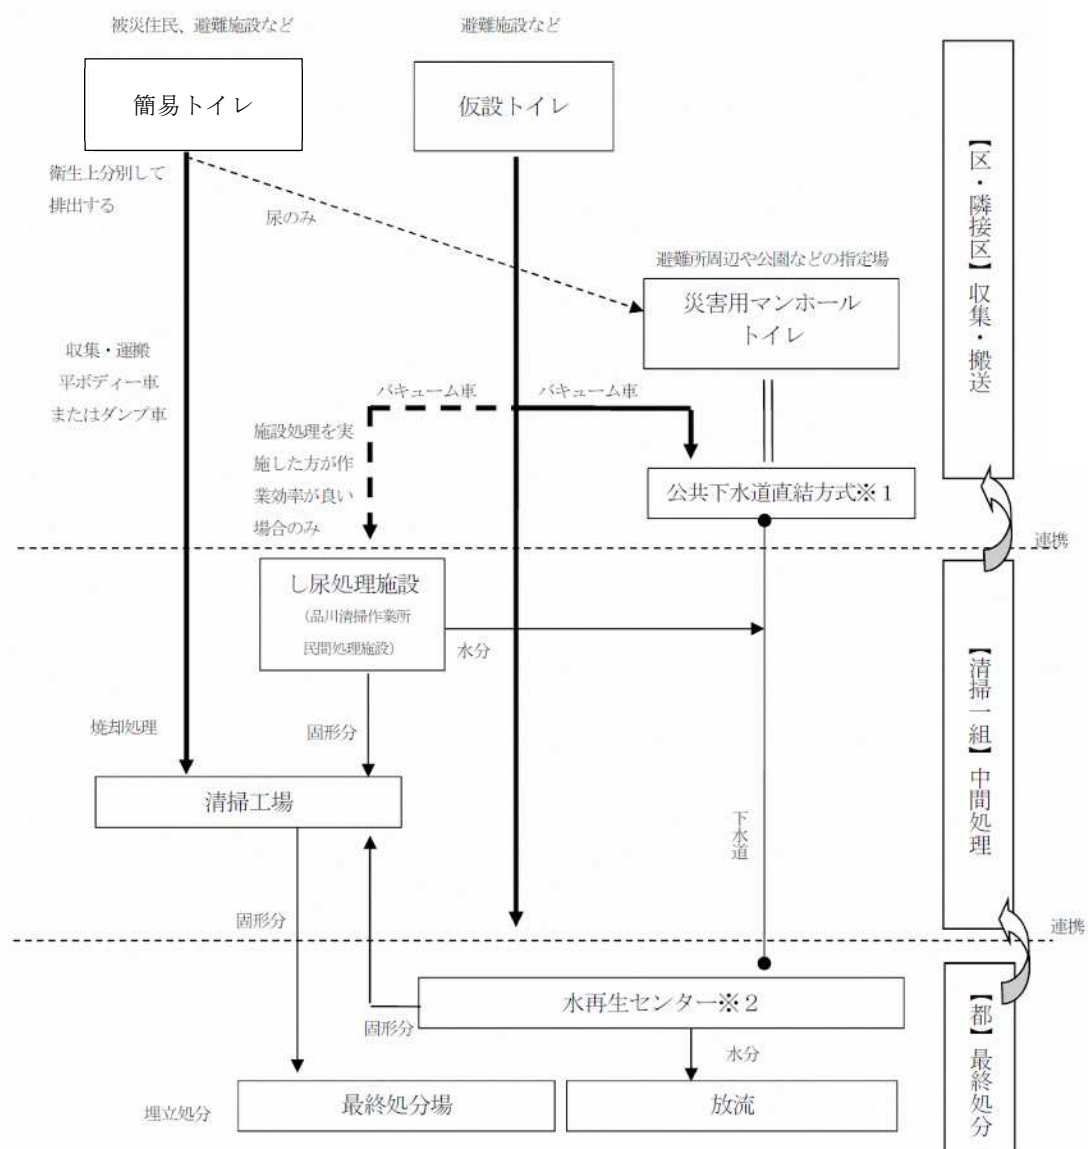 被災住民、避難施設など
避難施設など
簡易トイレ
仮設トイレ
衛生上分別して
排出する
尿のみ
避難所周辺や公園などの指定場
災害用マンホール
トイレ
収集・運搬
平ボディー車
またはダンプ車
バキューム車
バキューム車
施設処理を実
施した方が作
業効率が良い
場合のみ
公共下水道直結方式※1
【区・隣接区】収集・搬送
連携
し尿処理施設
(品川清掃作業所
民間処理施設)
水分
焼却処理
固形分
清掃工場
下水道
【清掃一組】中間処理
固形分
連携
水再生センター※2
固形分
水分
埋立処分
最終処分場
放流
【都】最終処分